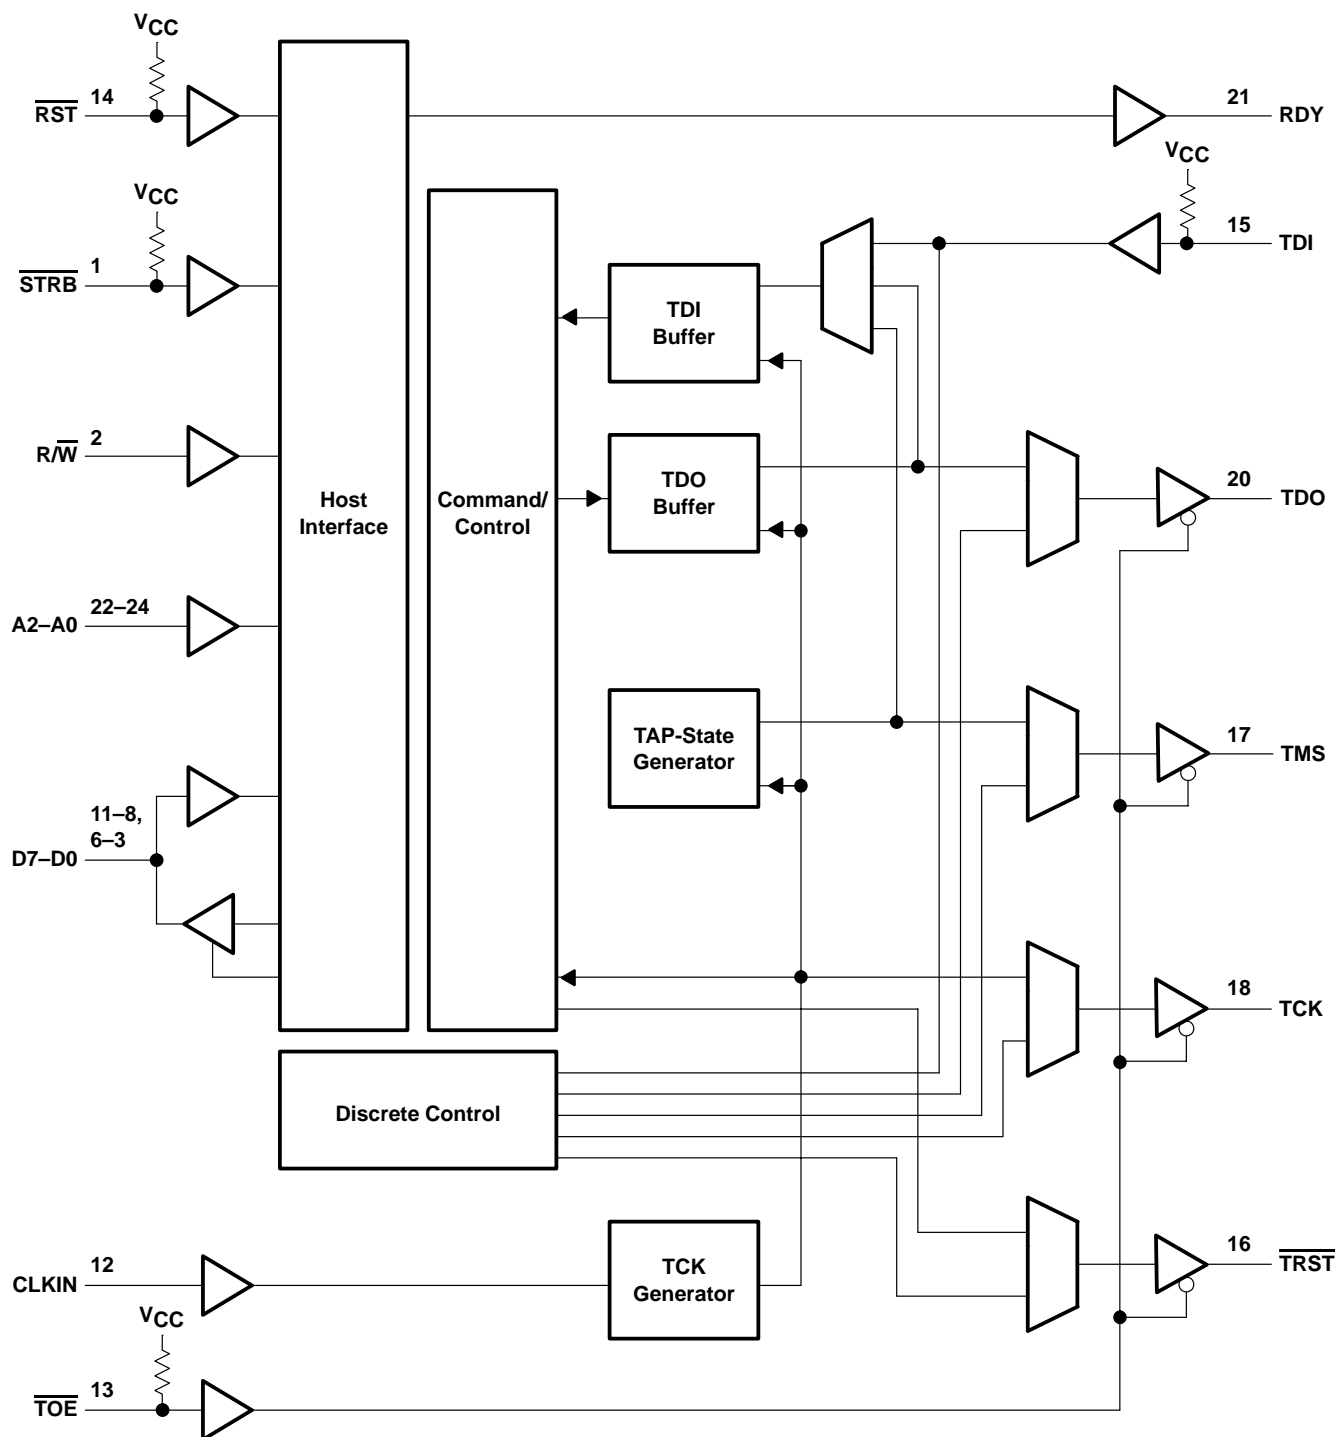 VCC
RST 14
21 RDY
VCC
VCC
15 TDI
STRB 1
TDI
Buffer
R/W 2
Host
Interface
Command/
Control
TDO
Buffer
20 TDO
A2–A0 22–24
TAP-State
Generator
17 TMS
11–8,
6–3
D7–D0
18 TCK
Discrete Control
16 TRST
CLKIN 12
TCK
Generator
VCC
TOE 13